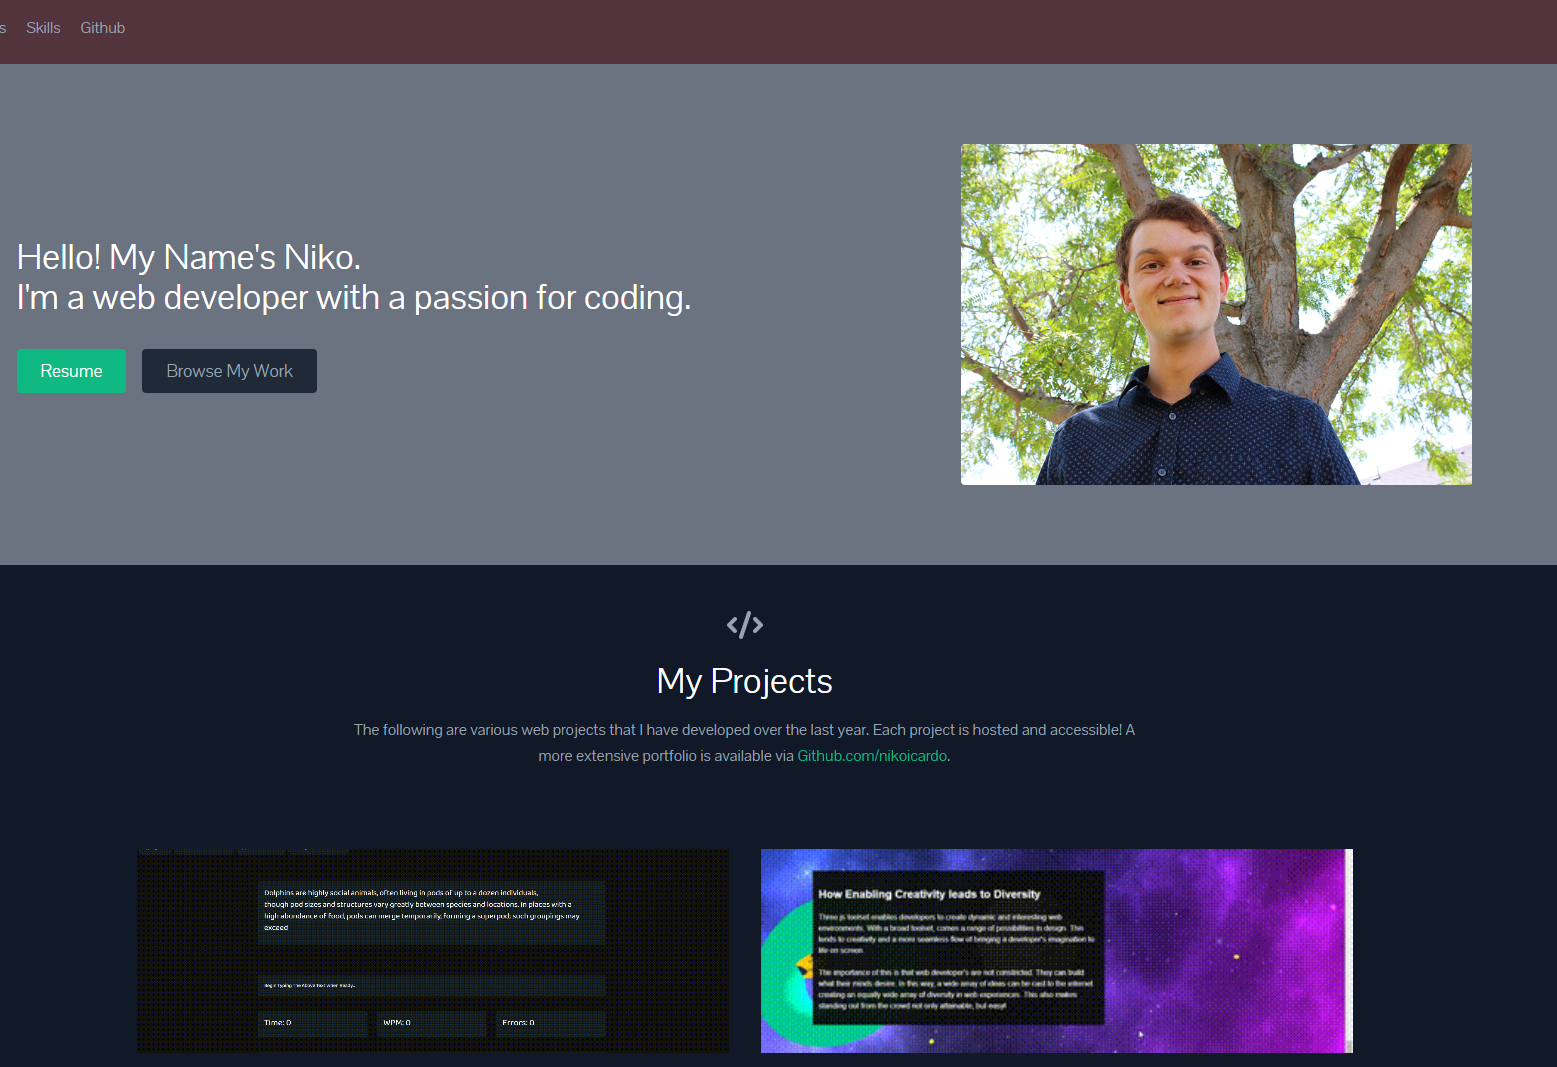 s Skills Github
Hello! My Name's Niko.
I'm a web developer with a passion for coding.
Resume Browse My Work
</>
My Projects
The following are various web projects that I have developed over the last year. Each project is hosted and accessible! A
more extensive portfolio is available via Github.com/nikoicardo.
Dolphins are highly social animals, often living in pods of up to a dozen individuals,
though pod sizes and structures vary greatly between species and locations. In places with a
high abundance of food, pods can merge temporarily, forming a superpod; such groupings may
exceed
Begin Typing the Above Text when Ready..
Time: 0 WPM: 0 Errors: 0
How Enabling Creativity leads to Diversity
Three js toolset enables developers to create dynamic and interesting web
environments. With a broad toolset, comes a range of possibilities in design. This
lends to creativity and a more seamless flow of bringing a developer's imagination to
life on screen.
The importance of this is that web developer's are not constricted. They can build
what their minds desire. In this way, a wide array of ideas can be cast to the internet
creating an equally wide array of diversity in web experiences. This also makes
standing out from the crowd not only attainable, but easy!